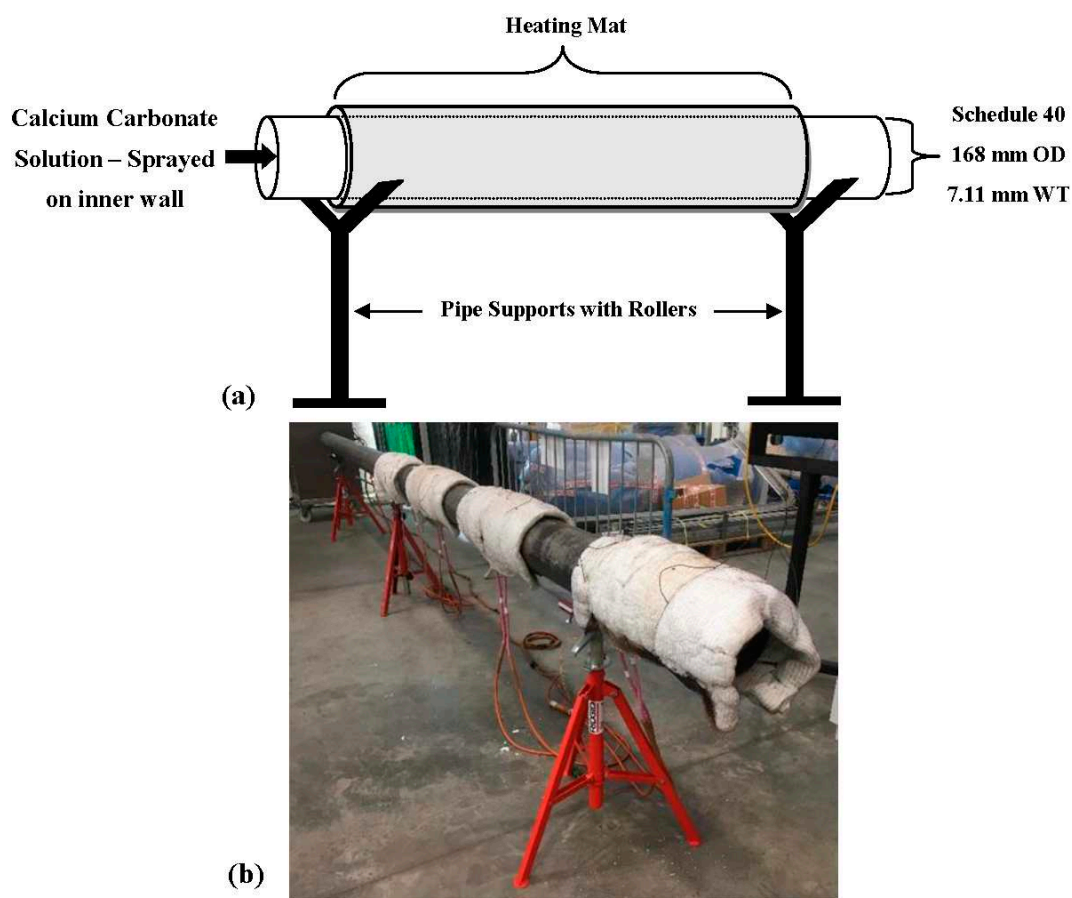 Heating Mat
Calcium Carbonate
Solution – Sprayed
on inner wall
Schedule 40
168 mm OD
7.11 mm WT
Pipe Supports with Rollers
(a)
(b)